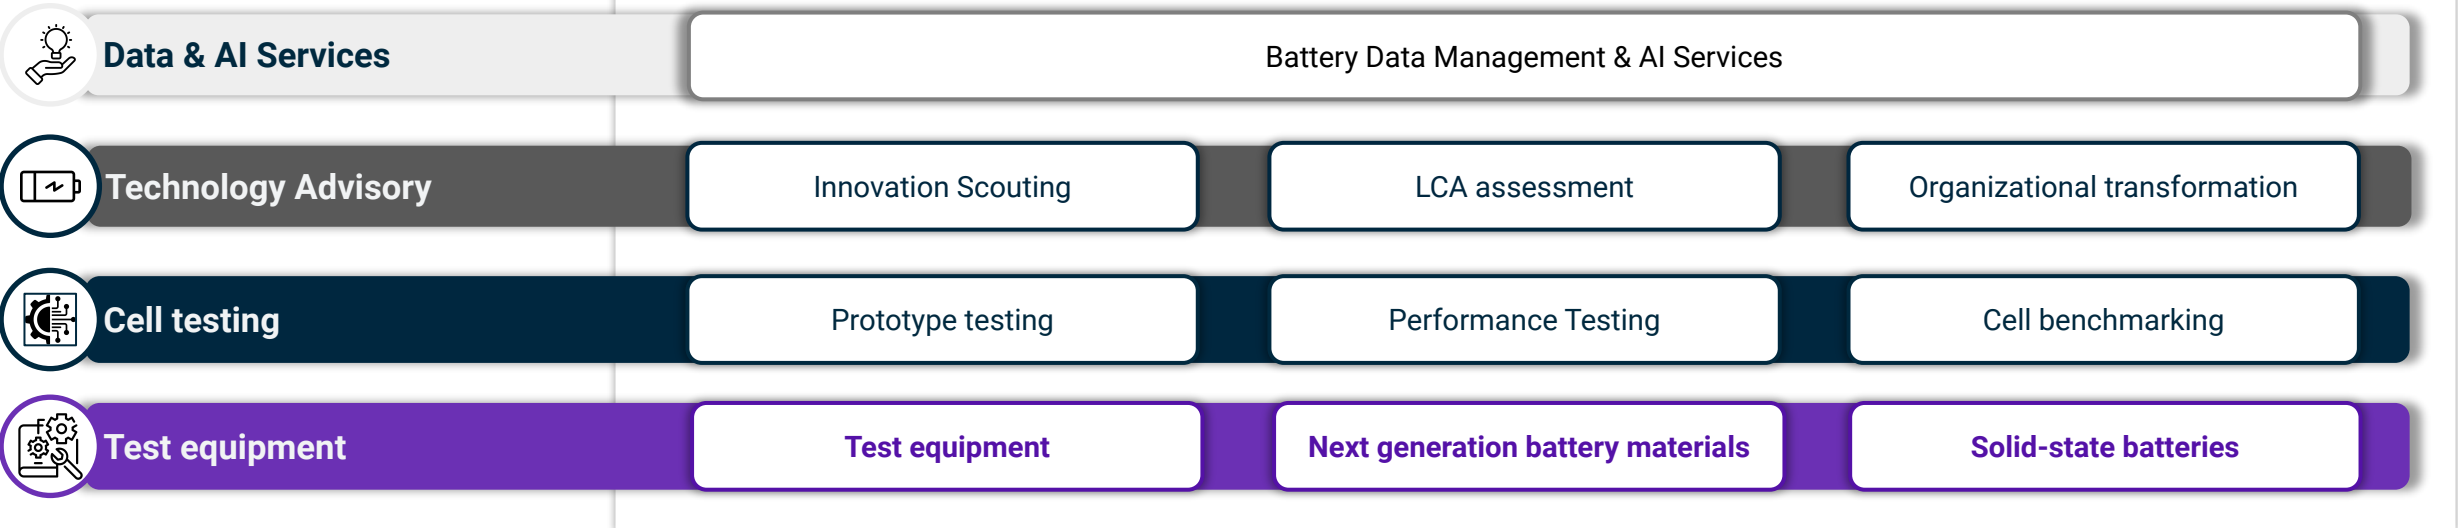 Data & AI Services
Battery Data Management & AI Services
Technology Advisory
Innovation Scouting
LCA assessment
Organizational transformation
Cell testing
Prototype testing
Performance Testing
Cell benchmarking
Test equipment
Test equipment
Next generation battery materials
Solid-state batteries